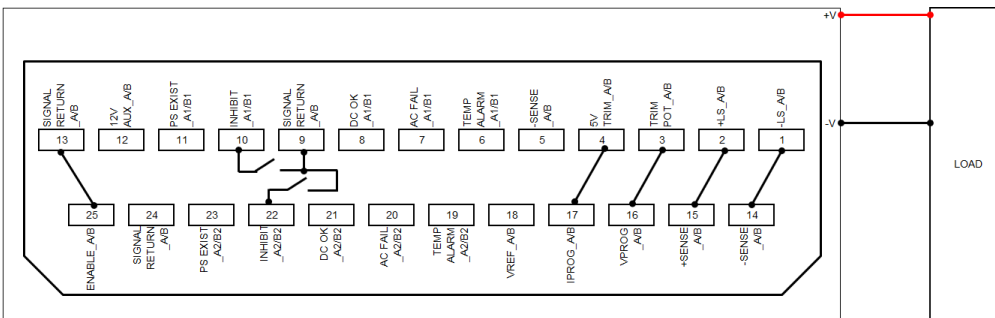 +V
SIGNAL
RETURN
_A/B
12V
AUX_A/B
PS EXIST
_A1/B1
INHIBIT
_A1/B1
SIGNAL
RETURN
_A/B
DC OK
_A1/B1
AC FAIL
_A1/B1
TEMP
ALARM
_A1/B1
-SENSE
_A/B
5V
TRIM_A/B
TRIM
POT_A/B
+LS_A/B
-LS_A/B
-V
13
12
11
10
9
8
7
6
5
4
3
2
1
LOAD
25
24
23
22
21
20
19
18
17
16
15
14
ENABLE_A/B
SIGNAL
RETURN
_A/B
PS EXIST
_A2/B2
INHIBIT
_A2/B2
DC OK
_A2/B2
AC FAIL
_A2/B2
TEMP
ALARM
_A2/B2
VREF_A/B
IPROG_A/B
VPROG
_A/B
+SENSE
_A/B
-SENSE
_A/B